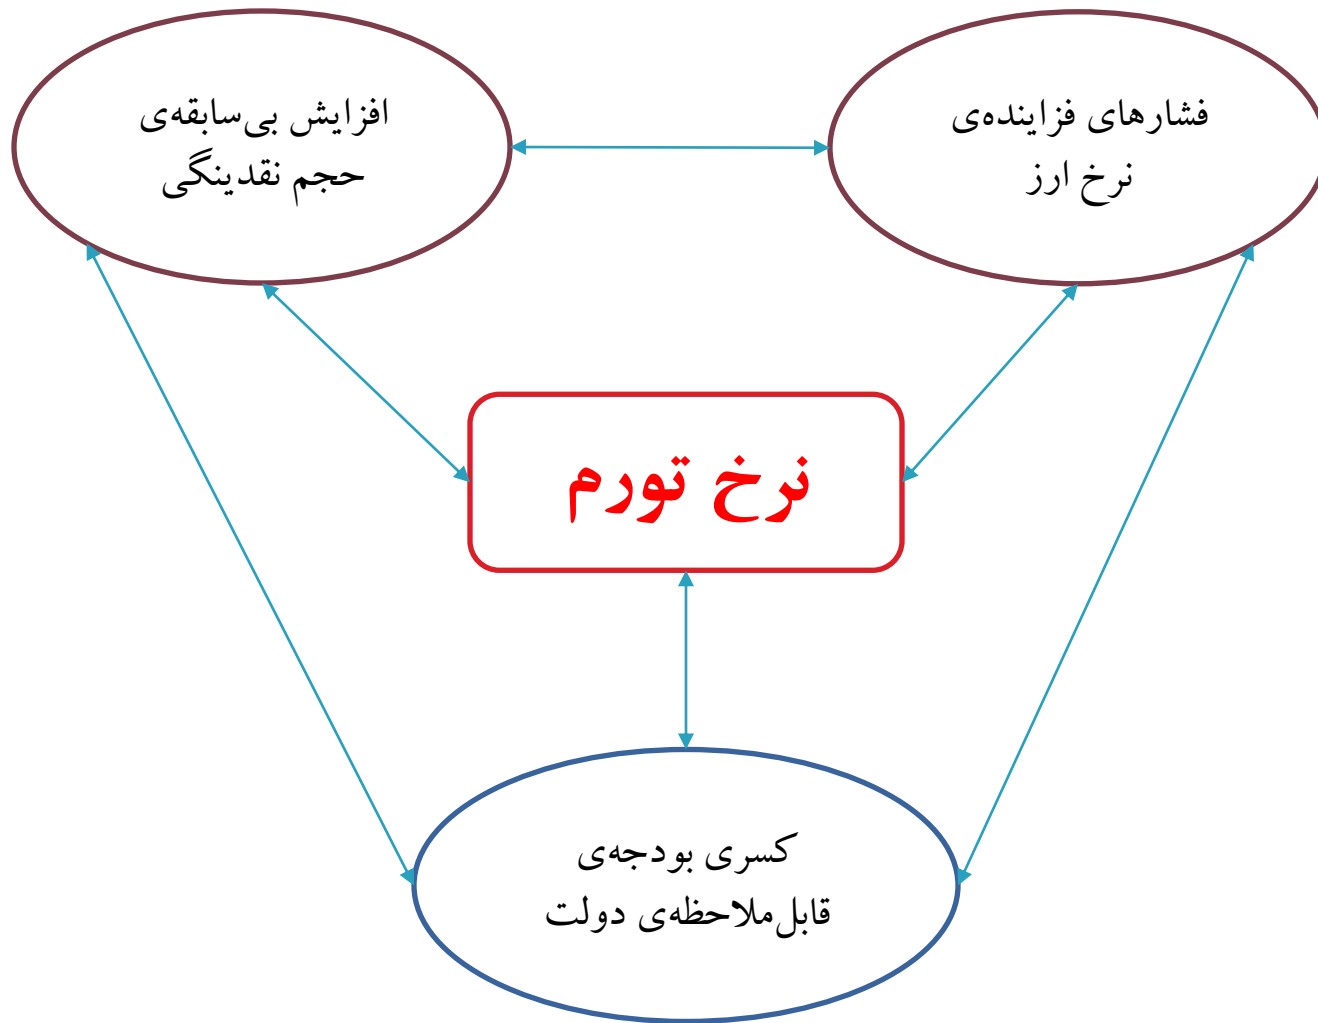 فشارهای فزاینده‌ی
نرخ ارز
افزایش بی‌سابقه‌ی
حجم نقدینگی
نرخ تورم
کسری بودجه‌ی
قابل‌ملاحظه‌ی دولت